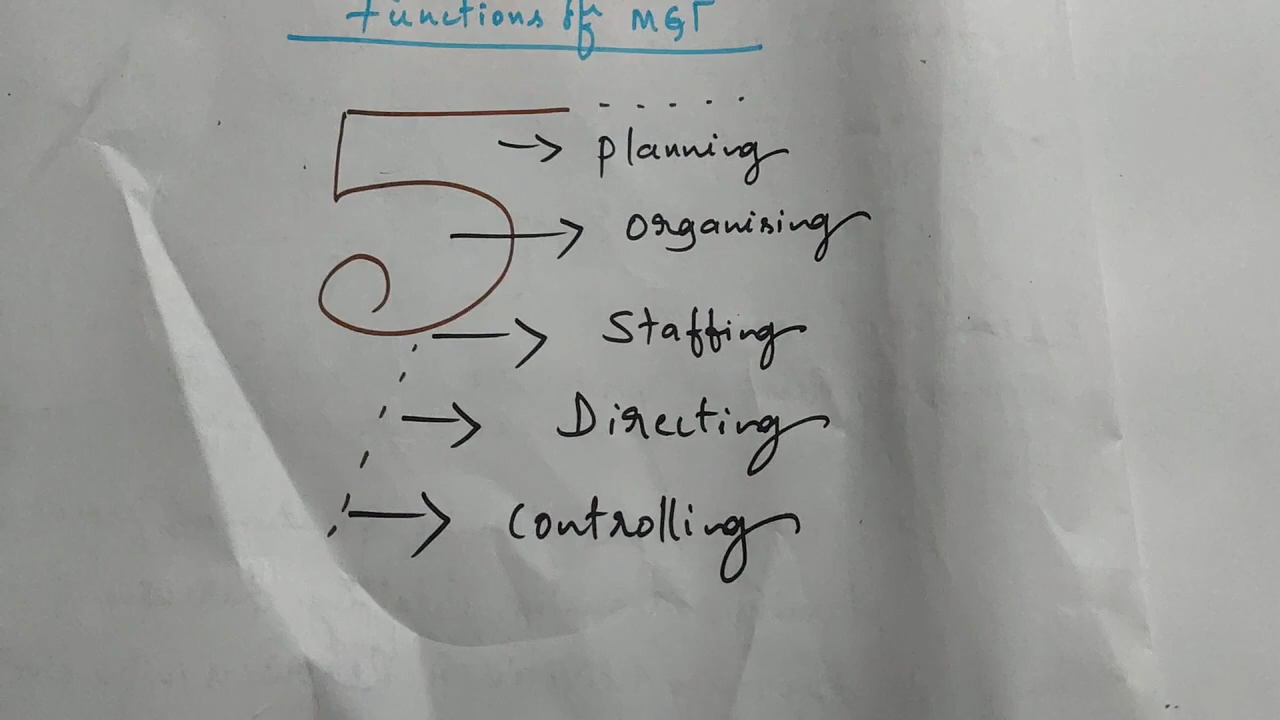 Functions of MGT
5
→ Planning
→ Organising
→ Staffing
→ Directing
→ Controlling